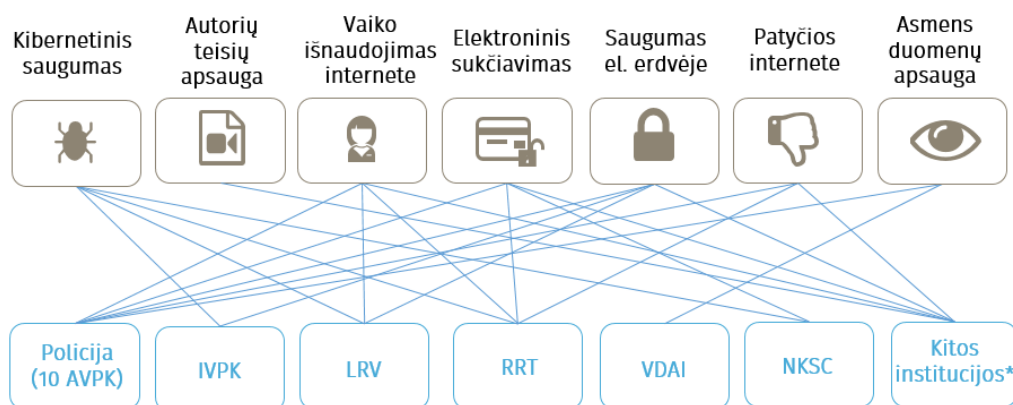 Kibernetinis
saugumas
Autorių
teisių
apsauga
Vaiko
išnaudojimas
internete
Elektroninis
sukčiavimas
Saugumas
el. erdvėje
Patyčios
internete
Asmens
duomenų
apsauga
Policija
(10 AVPK)
IVPK
LRV
RRT
VDAI
NKSC
Kitos
institucijos*